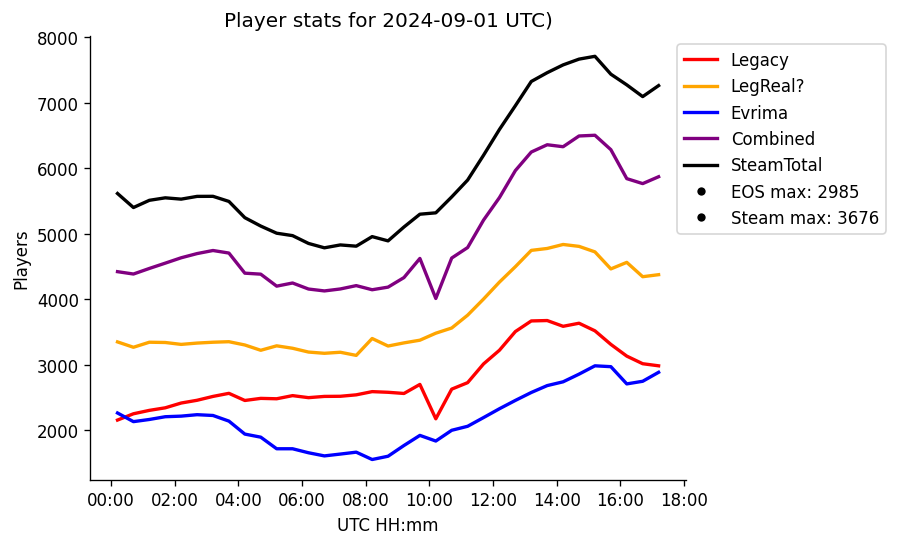 Player stats for 2024-09-01 UTC)
8000
7000
6000
5000
4000
3000
2000
Players
00:00 02:00 04:00 06:00 08:00 10:00 12:00 14:00 16:00 18:00
UTC HH:mm
Legacy
LegReal?
Evrima
Combined
SteamTotal
EOS max: 2985
Steam max: 3676